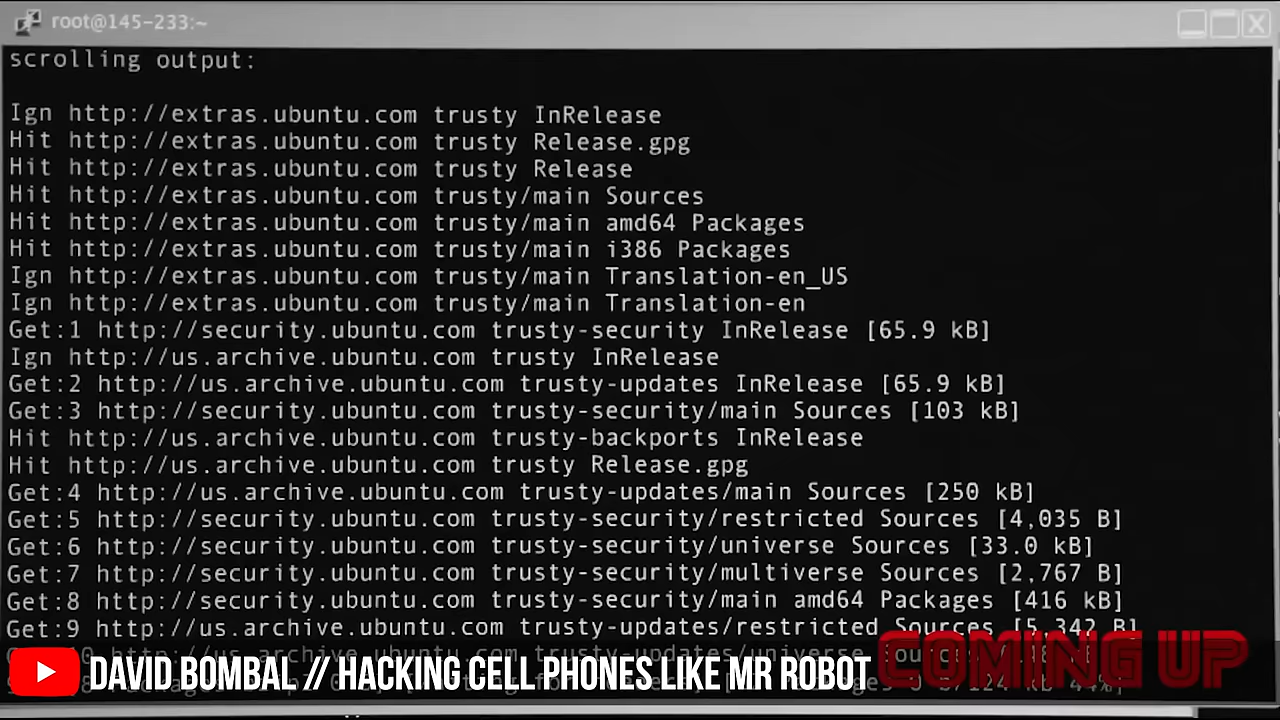 root@145-233:~
scrolling output:
Ign http://extras.ubuntu.com trusty InRelease
Hit http://extras.ubuntu.com trusty Release.gpg
Hit http://extras.ubuntu.com trusty Release
Hit http://extras.ubuntu.com trusty/main Sources
Hit http://extras.ubuntu.com trusty/main amd64 Packages
Hit http://extras.ubuntu.com trusty/main i386 Packages
Ign http://extras.ubuntu.com trusty/main Translation-en_US
Ign http://extras.ubuntu.com trusty/main Translation-en
Get:1 http://security.ubuntu.com trusty-security InRelease [65.9 kB]
Ign http://us.archive.ubuntu.com trusty InRelease
Get:2 http://us.archive.ubuntu.com trusty-updates InRelease [65.9 kB]
Get:3 http://security.ubuntu.com trusty-security/main Sources [103 kB]
Hit http://us.archive.ubuntu.com trusty-backports InRelease
Hit http://us.archive.ubuntu.com trusty Release.gpg
Get:4 http://us.archive.ubuntu.com trusty-updates/main Sources [250 kB]
Get:5 http://security.ubuntu.com trusty-security/restricted Sources [4,035 B]
Get:6 http://security.ubuntu.com trusty-security/universe Sources [33.0 kB]
Get:7 http://security.ubuntu.com trusty-security/multiverse Sources [2,767 B]
Get:8 http://security.ubuntu.com trusty-security/main amd64 Packages [416 kB]
Get:9 http://us.archive.ubuntu.com trusty-updates/restricted Sources [5,342 B]
DAVID BOMBAL // HACKING CELL PHONES LIKE MR ROBOT
COMING UP